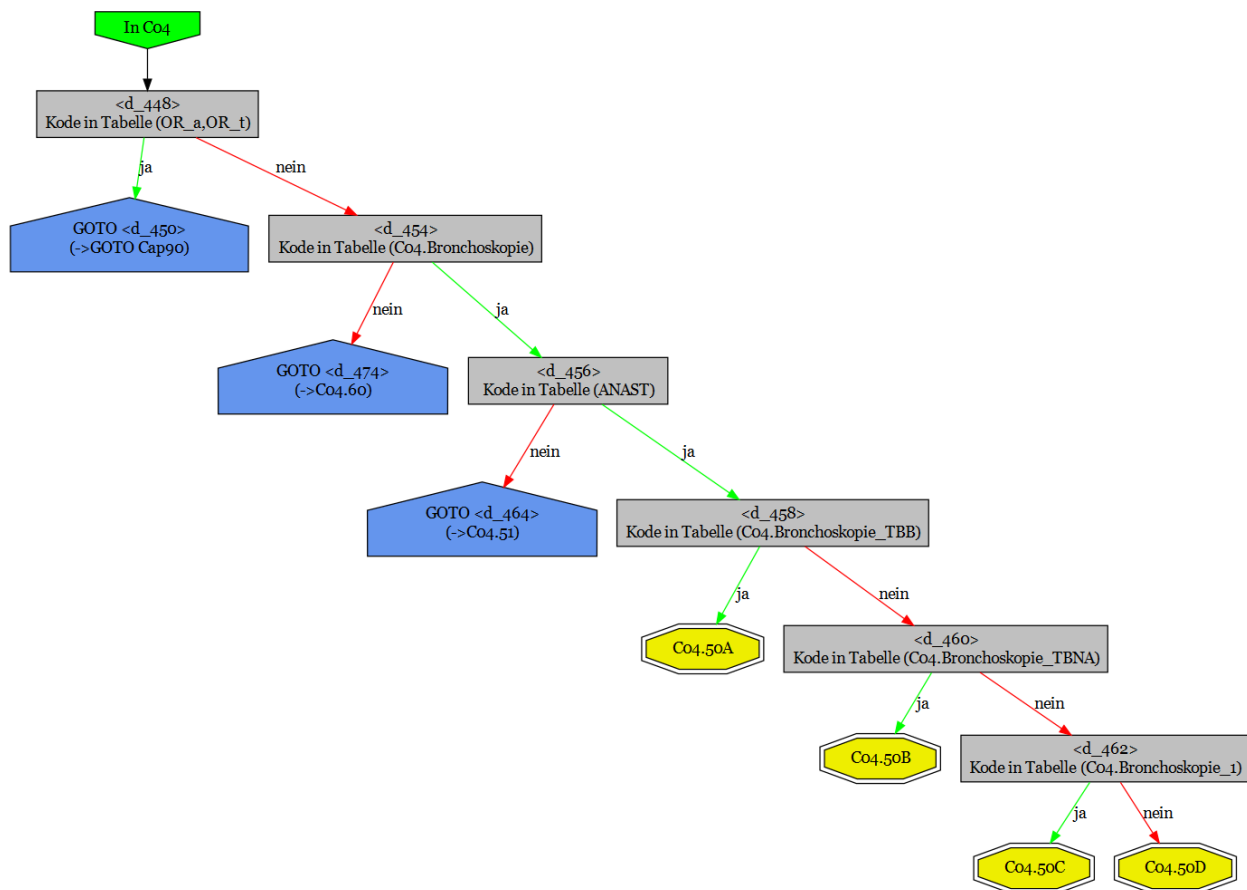 In C04
<d_448>
Kode in Tabelle (OR_a,OR_t)
ja
nein
GOTO <d_450>
(->GOTO Cap90)
<d_454>
Kode in Tabelle (C04.Bronchoskopie)
nein
ja
GOTO <d_474>
(->C04.60)
<d_456>
Kode in Tabelle (ANAST)
nein
ja
GOTO <d_464>
(->C04.51)
<d_458>
Kode in Tabelle (C04.Bronchoskopie_TBB)
ja
nein
C04.50A
<d_460>
Kode in Tabelle (C04.Bronchoskopie_TBNA)
ja
nein
C04.50B
<d_462>
Kode in Tabelle (C04.Bronchoskopie_1)
ja
nein
C04.50C
C04.50D